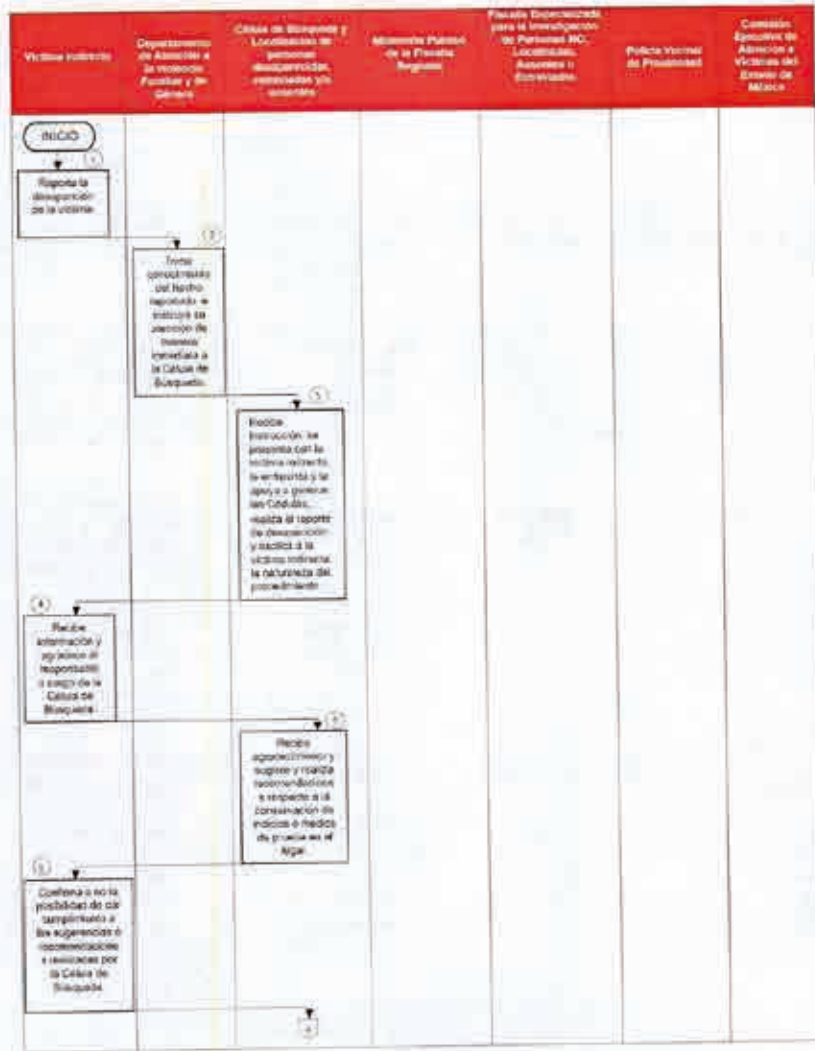 Víctima Indirecta
Departamento
de Atención a
la Violencia
Familiar y de
Género
Célula de Búsqueda y
Localización de
personas
desaparecidas,
extraviadas y/o
ausentes
Ministerio Público
de la Fiscalía
Regional
Fiscalía Especializada
para la Investigación
de Personas NO
Localizadas,
Ausentes o
Extraviadas
Policía Vecinal
de Proximidad
Comisión
Ejecutiva de
Atención a
Víctimas del
Estado de
México
INICIO
1
Reporta la
desaparición
de la víctima
2
Toma
conocimiento
del hecho
reportado e
instruye su
atención de
manera
inmediata a
la Célula de
Búsqueda.
3
Recibe
instrucción, se
presenta con la
víctima indirecta,
la entrevista y la
apoya a generar
las Cédulas,
realiza el reporte
de desaparición
y explica a la
víctima indirecta
la naturaleza del
procedimiento
4
Recibe
información y
agradece al
responsable
a cargo de la
Célula de
Búsqueda
5
Recibe
agradecimiento y
sugiere y realiza
recomendacione
s respecto a la
conservación de
indicios o medios
de prueba en el
lugar.
6
Confirma o no la
posibilidad de dar
cumplimiento a
las sugerencias o
recomendacione
s realizadas por
la Célula de
Búsqueda
A